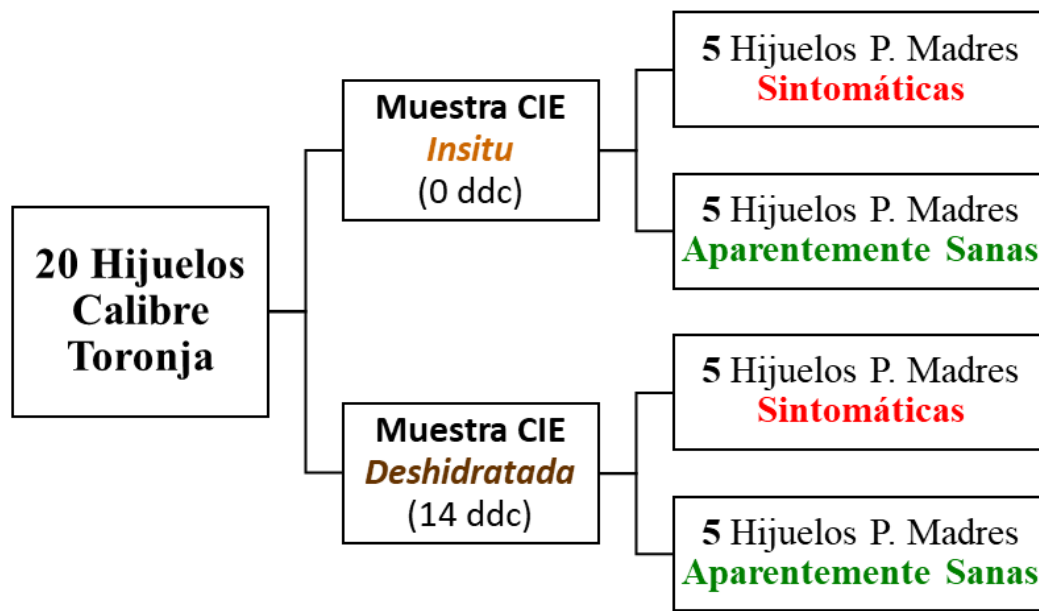 20 Hijuelos
Calibre
Toronja
Muestra CIE
Insitu
(0 ddc)
5 Hijuelos P. Madres
Sintomáticas
5 Hijuelos P. Madres
Aparentemente Sanas
Muestra CIE
Deshidratada
(14 ddc)
5 Hijuelos P. Madres
Sintomáticas
5 Hijuelos P. Madres
Aparentemente Sanas